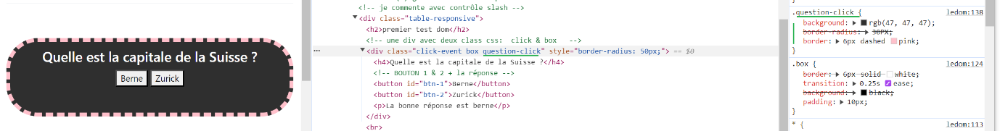 Quelle est la capitale de la Suisse ?
Berne Zurick
<!-- je commente avec contrôle slash -->
<div class="table-responsive">
<h2>premier test dom</h2>
<!-- une div avec deux class css:  click & box   -->
<div class="click-event box question-click" style="border-radius: 50px;"> == $0
<h4>Quelle est la capitale de la Suisse ?</h4>
<!-- BOUTON 1 & 2 + la réponse -->
<button id="btn-1">Berne</button>
<button id="btn-2">Zurick</button>
<p>La bonne réponse est berne</p>
</div>
<br>
.question-click { ledom:138
background: rgb(47, 47, 47);
border-radius: 30PX;
border: 6px dashed pink;
}
.box { ledom:124
border: 6px solid white;
transition: 0.25s ease;
background: black;
padding: 10px;
}
* { ledom:113